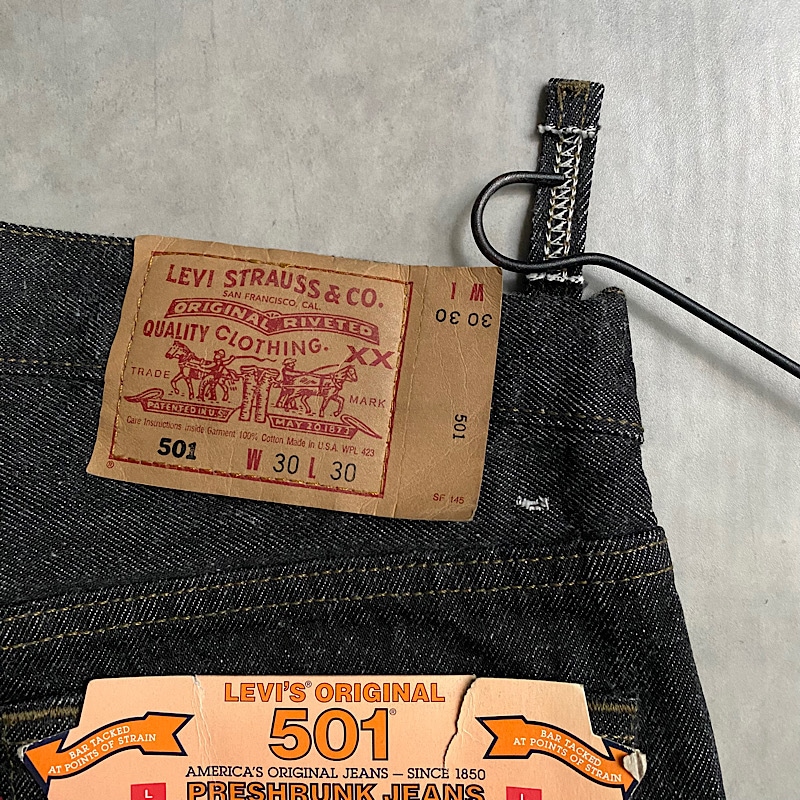 LEVI STRAUSS & CO.
SAN FRANCISCO, CAL.
ORIGINAL RIVETED
QUALITY CLOTHING.
XX
TRADE MARK
PATENTED IN U.S.
MAY 20 1873
Care Instructions Inside Garment 100% Cotton Made in U.S.A. WPL 423
501 W 30 L 30
®
W L
30 30
501
SF 145
LEVI'S® ORIGINAL
501®
BAR TACKED
AT POINTS OF STRAIN
BAR TACKED
AT POINTS OF STRAIN
AMERICA'S ORIGINAL JEANS – SINCE 1850
PRESHRUNK JEANS
L
L